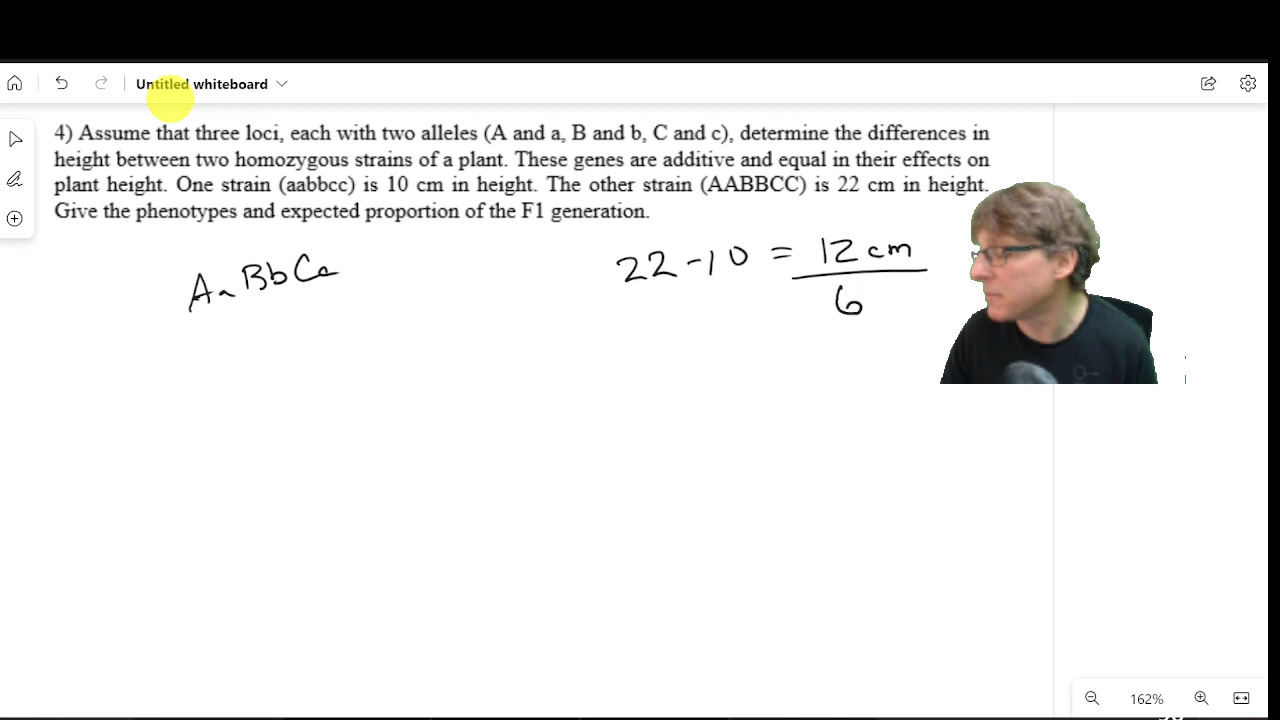 Untitled whiteboard
4) Assume that three loci, each with two alleles (A and a, B and b, C and c), determine the differences in
height between two homozygous strains of a plant. These genes are additive and equal in their effects on
plant height. One strain (aabbcc) is 10 cm in height. The other strain (AABBCC) is 22 cm in height.
Give the phenotypes and expected proportion of the F1 generation.
AaBbCc
22-10 = 12 cm
6
162%